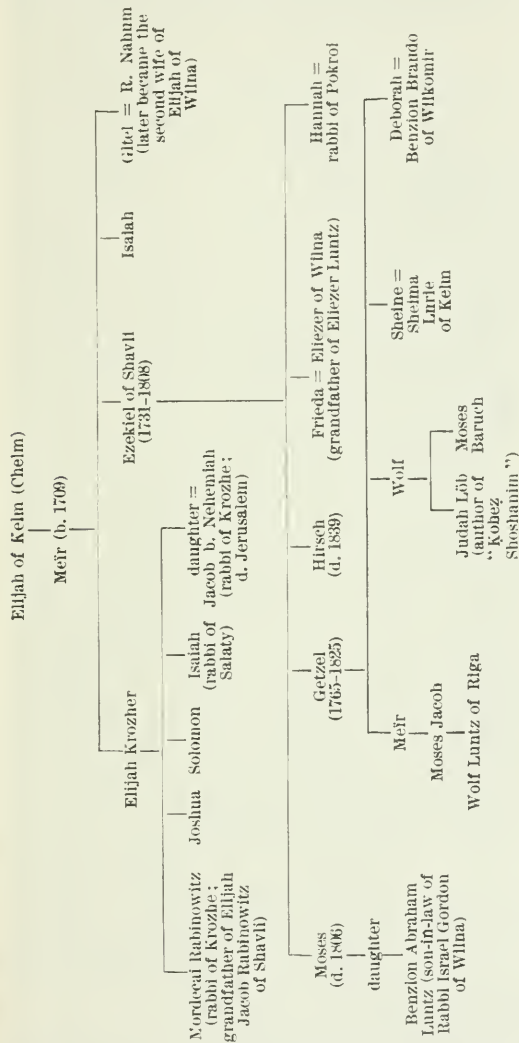 Elijah of Kelm (Chelm)
Meïr (b. 1709)
Elijah Krozher
Ezekiel of Shavli
(1731-1808)
Isaiah
Gitel = R. Nahum
(later became the
second wife of
Elijah of
Wilna)
Mordecai Rabinowitz
(rabbi of Krozhe;
grandfather of Elijah
Jacob Rabinowitz
of Shavli)
Joshua
Solomon
Isaiah
(rabbi of
Salaty)
daughter =
Jacob b. Nehemiah
(rabbi of Krozhe;
d. Jerusalem)
Moses
(d. 1806)
Getzel
(1765-1825)
Hirsch
(d. 1839)
Frieda = Eliezer of Wilna
(grandfather of Eliezer Luntz)
Hannah =
rabbi of Pokroi
daughter
Benzion Abraham
Luntz (son-in-law of
Rabbi Israel Gordon
of Wilna)
Meïr
Moses Jacob
Wolf Luntz of Riga
Wolf
Judah Löb
(author of
"Ḳobeẓ
Shoshanim")
Moses
Baruch
Sheine =
Sheima
Lurie
of Kelm
Deborah =
Benzion Braudo
of Wilkomir